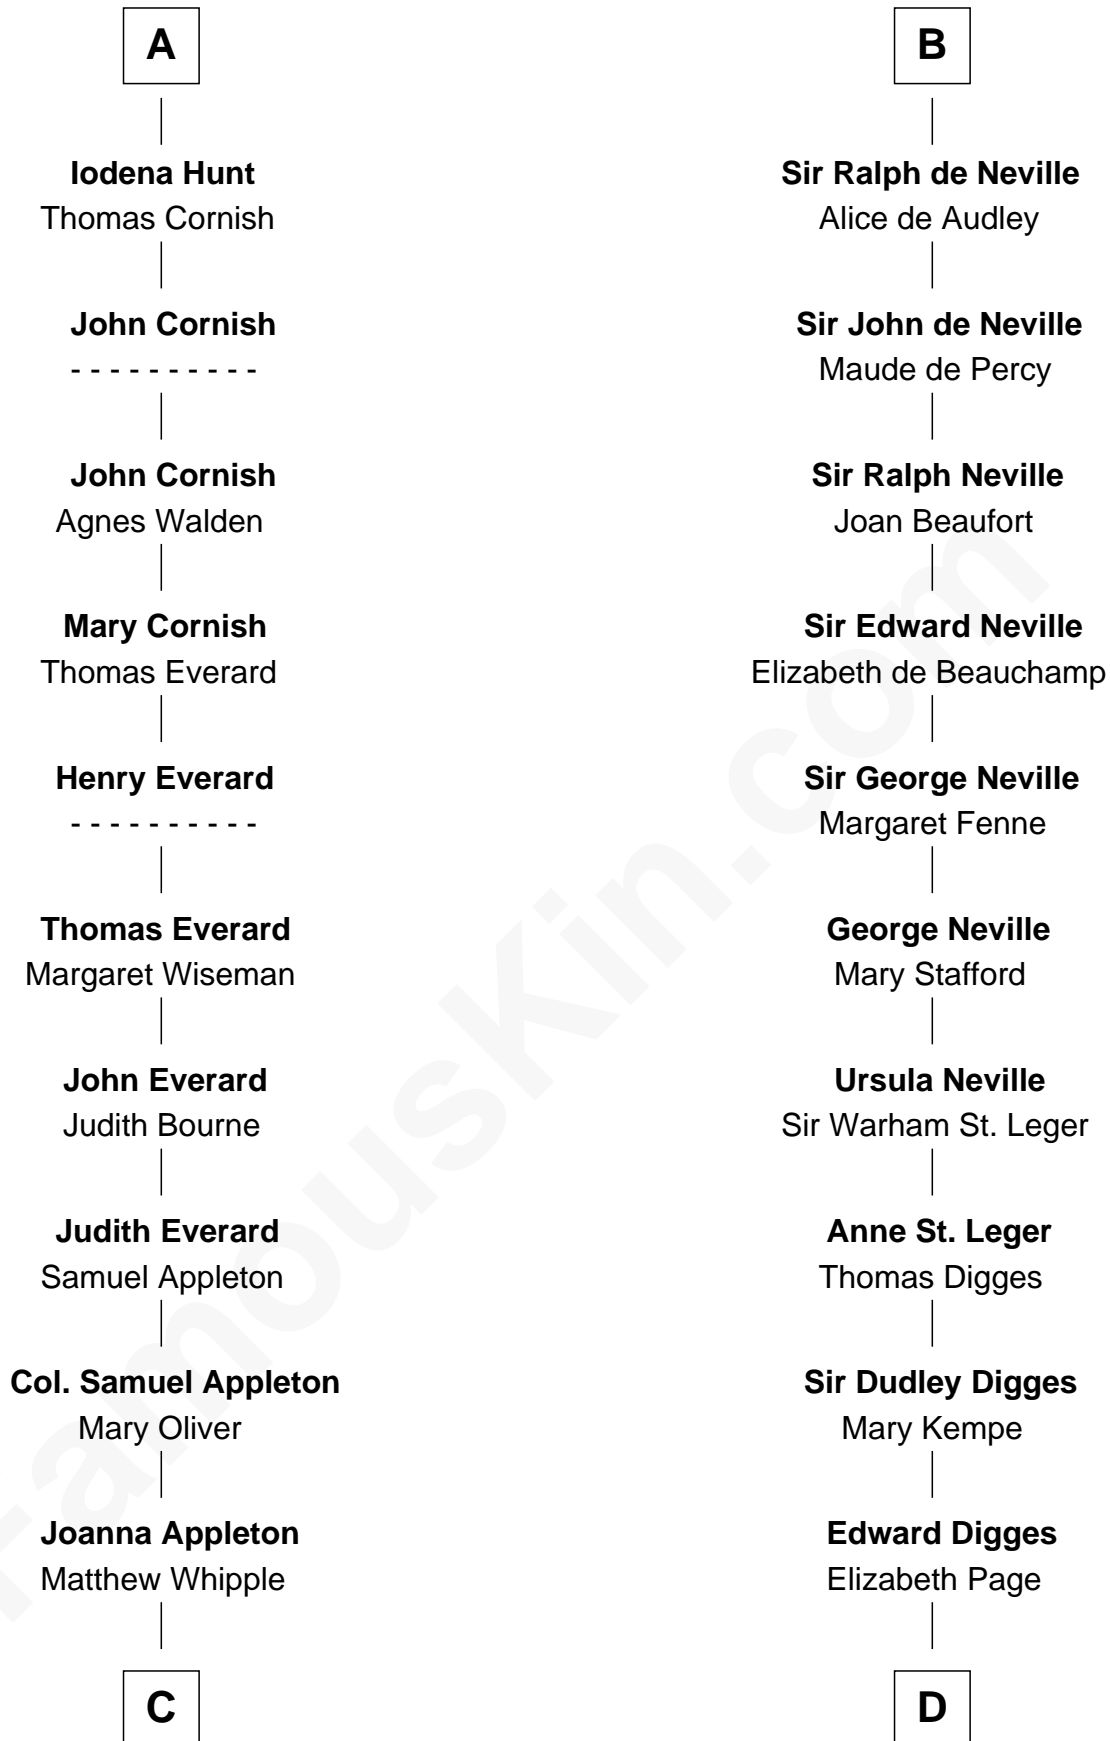 A
Iodena Hunt
Thomas Cornish
John Cornish
- - - - - - - - - -
John Cornish
Agnes Walden
Mary Cornish
Thomas Everard
Henry Everard
- - - - - - - - - -
Thomas Everard
Margaret Wiseman
John Everard
Judith Bourne
Judith Everard
Samuel Appleton
Col. Samuel Appleton
Mary Oliver
Joanna Appleton
Matthew Whipple
C
B
Sir Ralph de Neville
Alice de Audley
Sir John de Neville
Maude de Percy
Sir Ralph Neville
Joan Beaufort
Sir Edward Neville
Elizabeth de Beauchamp
Sir George Neville
Margaret Fenne
George Neville
Mary Stafford
Ursula Neville
Sir Warham St. Leger
Anne St. Leger
Thomas Digges
Sir Dudley Digges
Mary Kempe
Edward Digges
Elizabeth Page
D
FamousKin.com